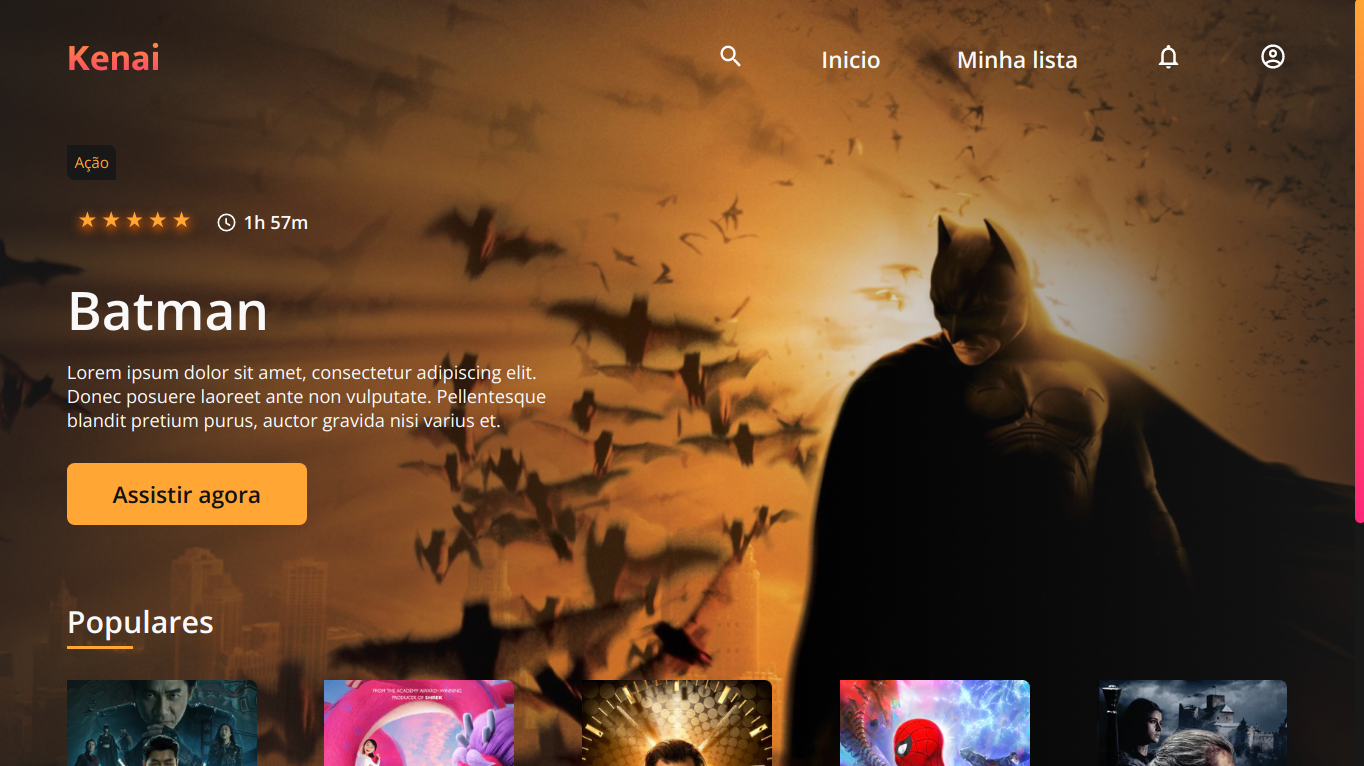 Kenai
Inicio
Minha lista
Ação
1h 57m
Batman
Lorem ipsum dolor sit amet, consectetur adipiscing elit.
Donec posuere laoreet ante non vulputate. Pellentesque
blandit pretium purus, auctor gravida nisi varius et.
Assistir agora
Populares
FROM THE ACADEMY AWARD®-WINNING
PRODUCER OF SHREK